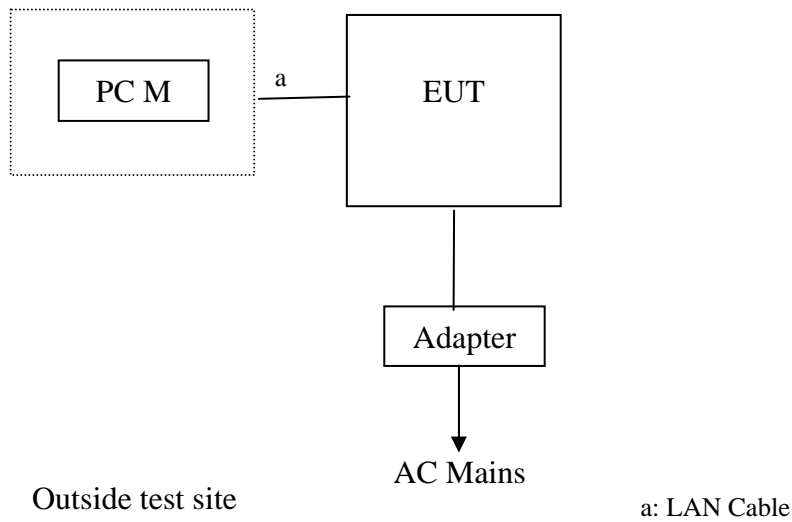 PC M
a
EUT
Adapter
AC Mains
Outside test site
a: LAN Cable